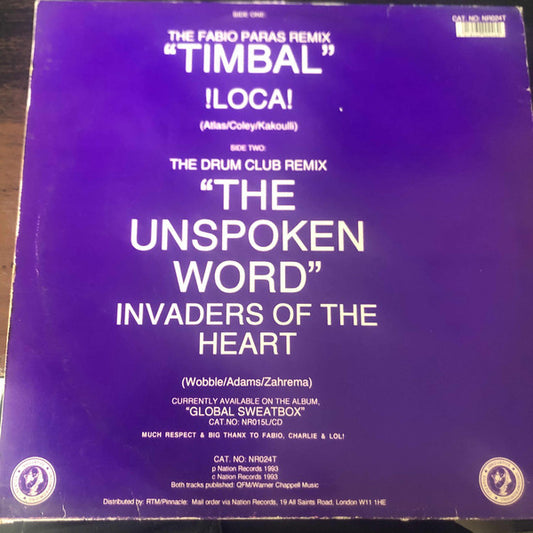 SIDE ONE:
CAT. NO: NR024T
THE FABIO PARAS REMIX
"TIMBAL"
!LOCA!
(Atlas/Coley/Kakoulli)
SIDE TWO:
THE DRUM CLUB REMIX
"THE
UNSPOKEN
WORD"
INVADERS OF THE
HEART
(Wobble/Adams/Zahrema)
CURRENTLY AVAILABLE ON THE ALBUM,
"GLOBAL SWEATBOX"
CAT.NO: NR015L/CD
MUCH RESPECT & BIG THANX TO FABIO, CHARLIE & LOL!
CAT. NO: NR024T
p Nation Records 1993
c Nation Records 1993
Both tracks published: QFM/Warner Chappell Music
Distributed by: RTM/Pinnacle: Mail order via Nation Records, 19 All Saints Road, London W11 1HE